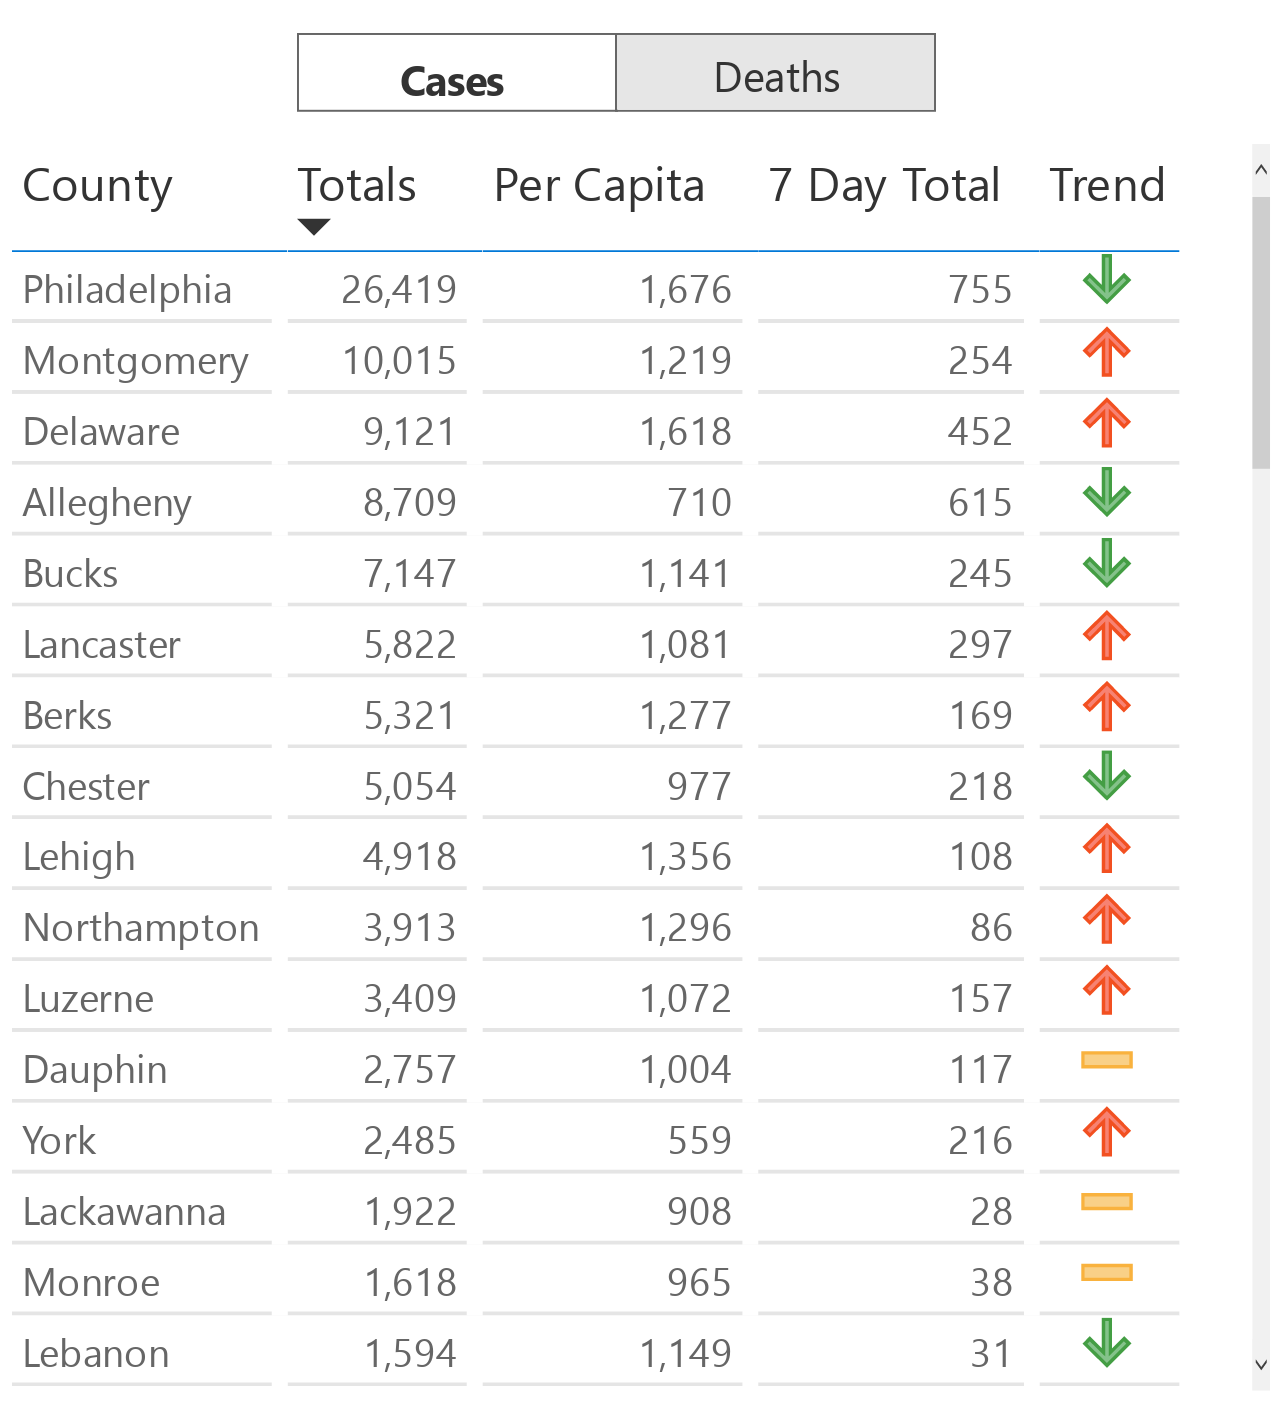 Cases Deaths
County Totals Per Capita 7 Day Total Trend
Philadelphia 26,419 1,676 755
Montgomery 10,015 1,219 254
Delaware 9,121 1,618 452
Allegheny 8,709 710 615
Bucks 7,147 1,141 245
Lancaster 5,822 1,081 297
Berks 5,321 1,277 169
Chester 5,054 977 218
Lehigh 4,918 1,356 108
Northampton 3,913 1,296 86
Luzerne 3,409 1,072 157
Dauphin 2,757 1,004 117
York 2,485 559 216
Lackawanna 1,922 908 28
Monroe 1,618 965 38
Lebanon 1,594 1,149 31